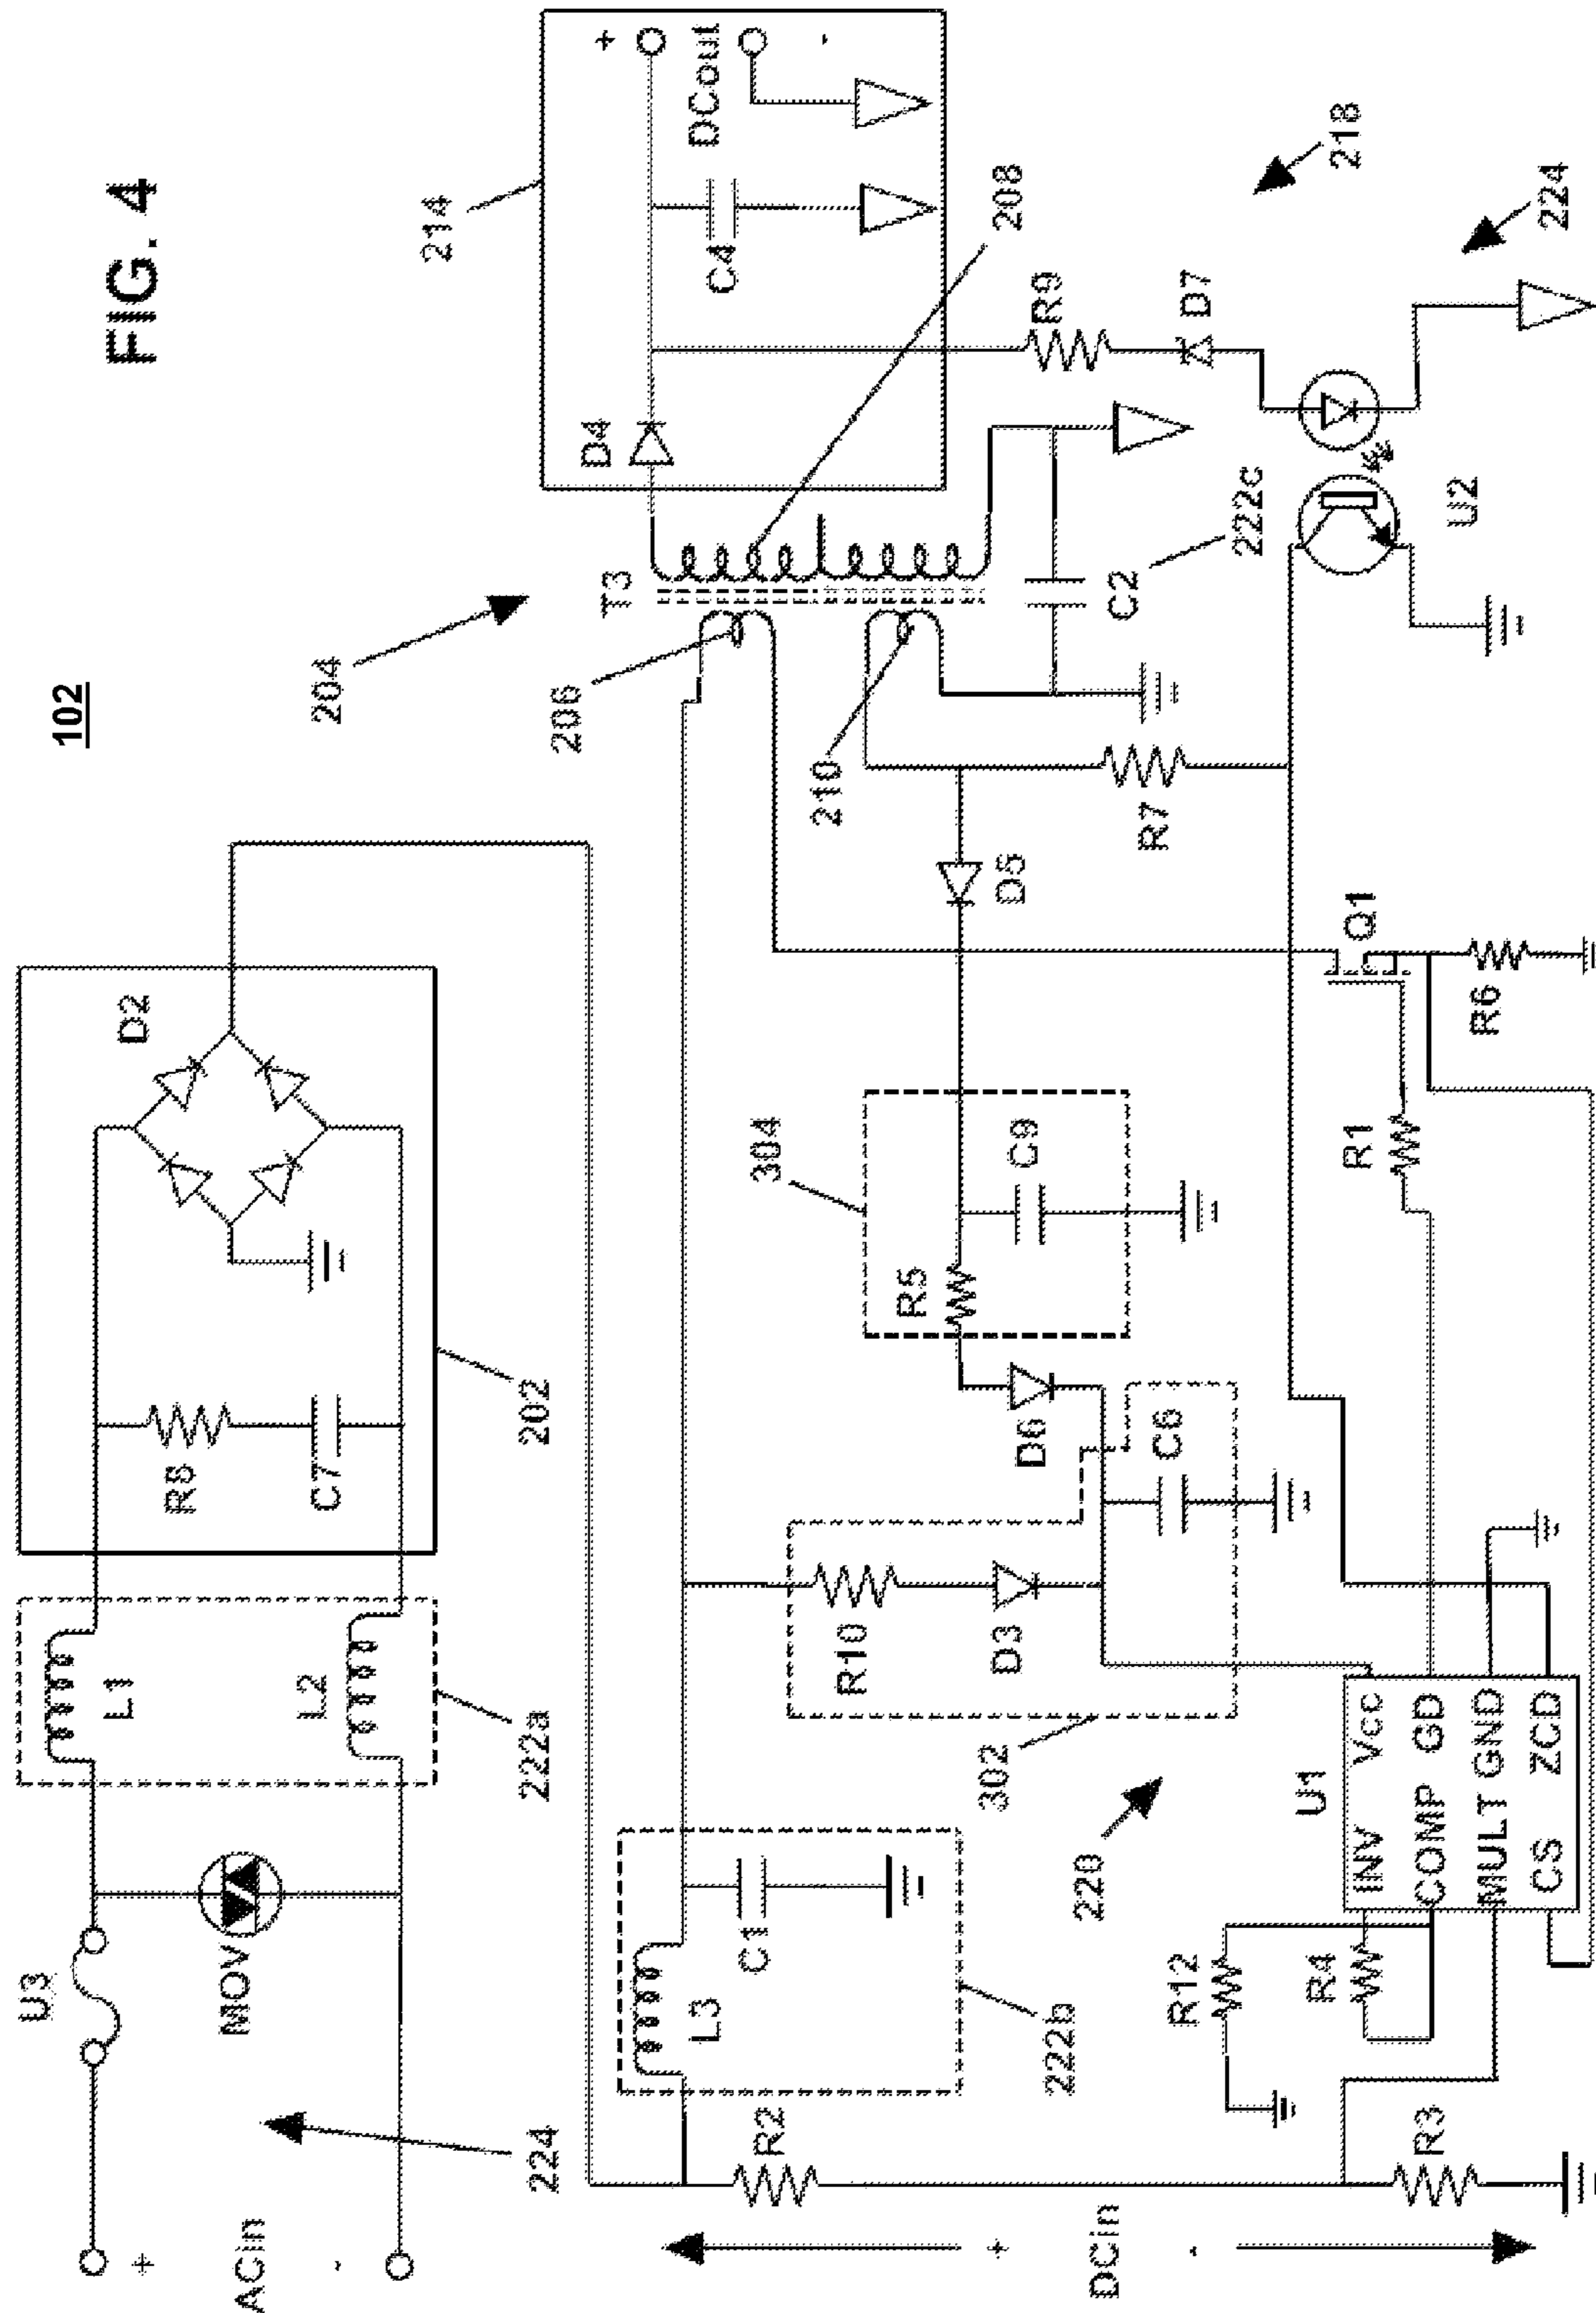 FIG. 4
102
U3
L1
D2
204
214
+
+
ACin
-
MOV
L2
R8
C7
T3
D4
C4
DCout
-
224
222a
202
206
208
L3
C1
304
210
R9
218
R2
222b
R10
R5
C9
D5
C2
222c
D7
302
D3
D6
C6
R7
224
+
DCin
-
220
U2
R12
R4
U1
INV Vcc
COMP GD
MULT GND
CS ZCD
R1
Q1
R3
R6